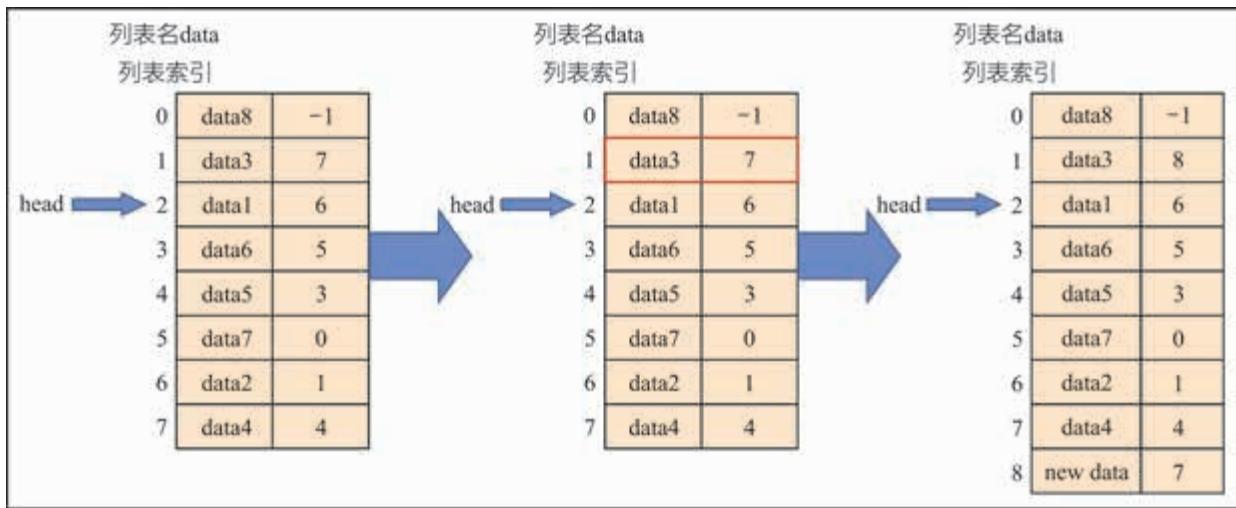 列表名data 列表名data 列表名data
列表索引 列表索引 列表索引
0 data8 -1 0 data8 -1 0 data8 -1
1 data3 7 1 data3 7 1 data3 8
head 2 data1 6 head 2 data1 6 head 2 data1 6
3 data6 5 3 data6 5 3 data6 5
4 data5 3 4 data5 3 4 data5 3
5 data7 0 5 data7 0 5 data7 0
6 data2 1 6 data2 1 6 data2 1
7 data4 4 7 data4 4 7 data4 4
8 new data 7